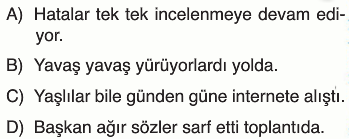 A) Hatalar tek tek incelenmeye devam edi-
yor.
B) Yavaş yavaş yürüyorlardı yolda.
C) Yaşlılar bile günden güne internete alıştı.
D) Başkan ağır sözler sarf etti toplantıda.